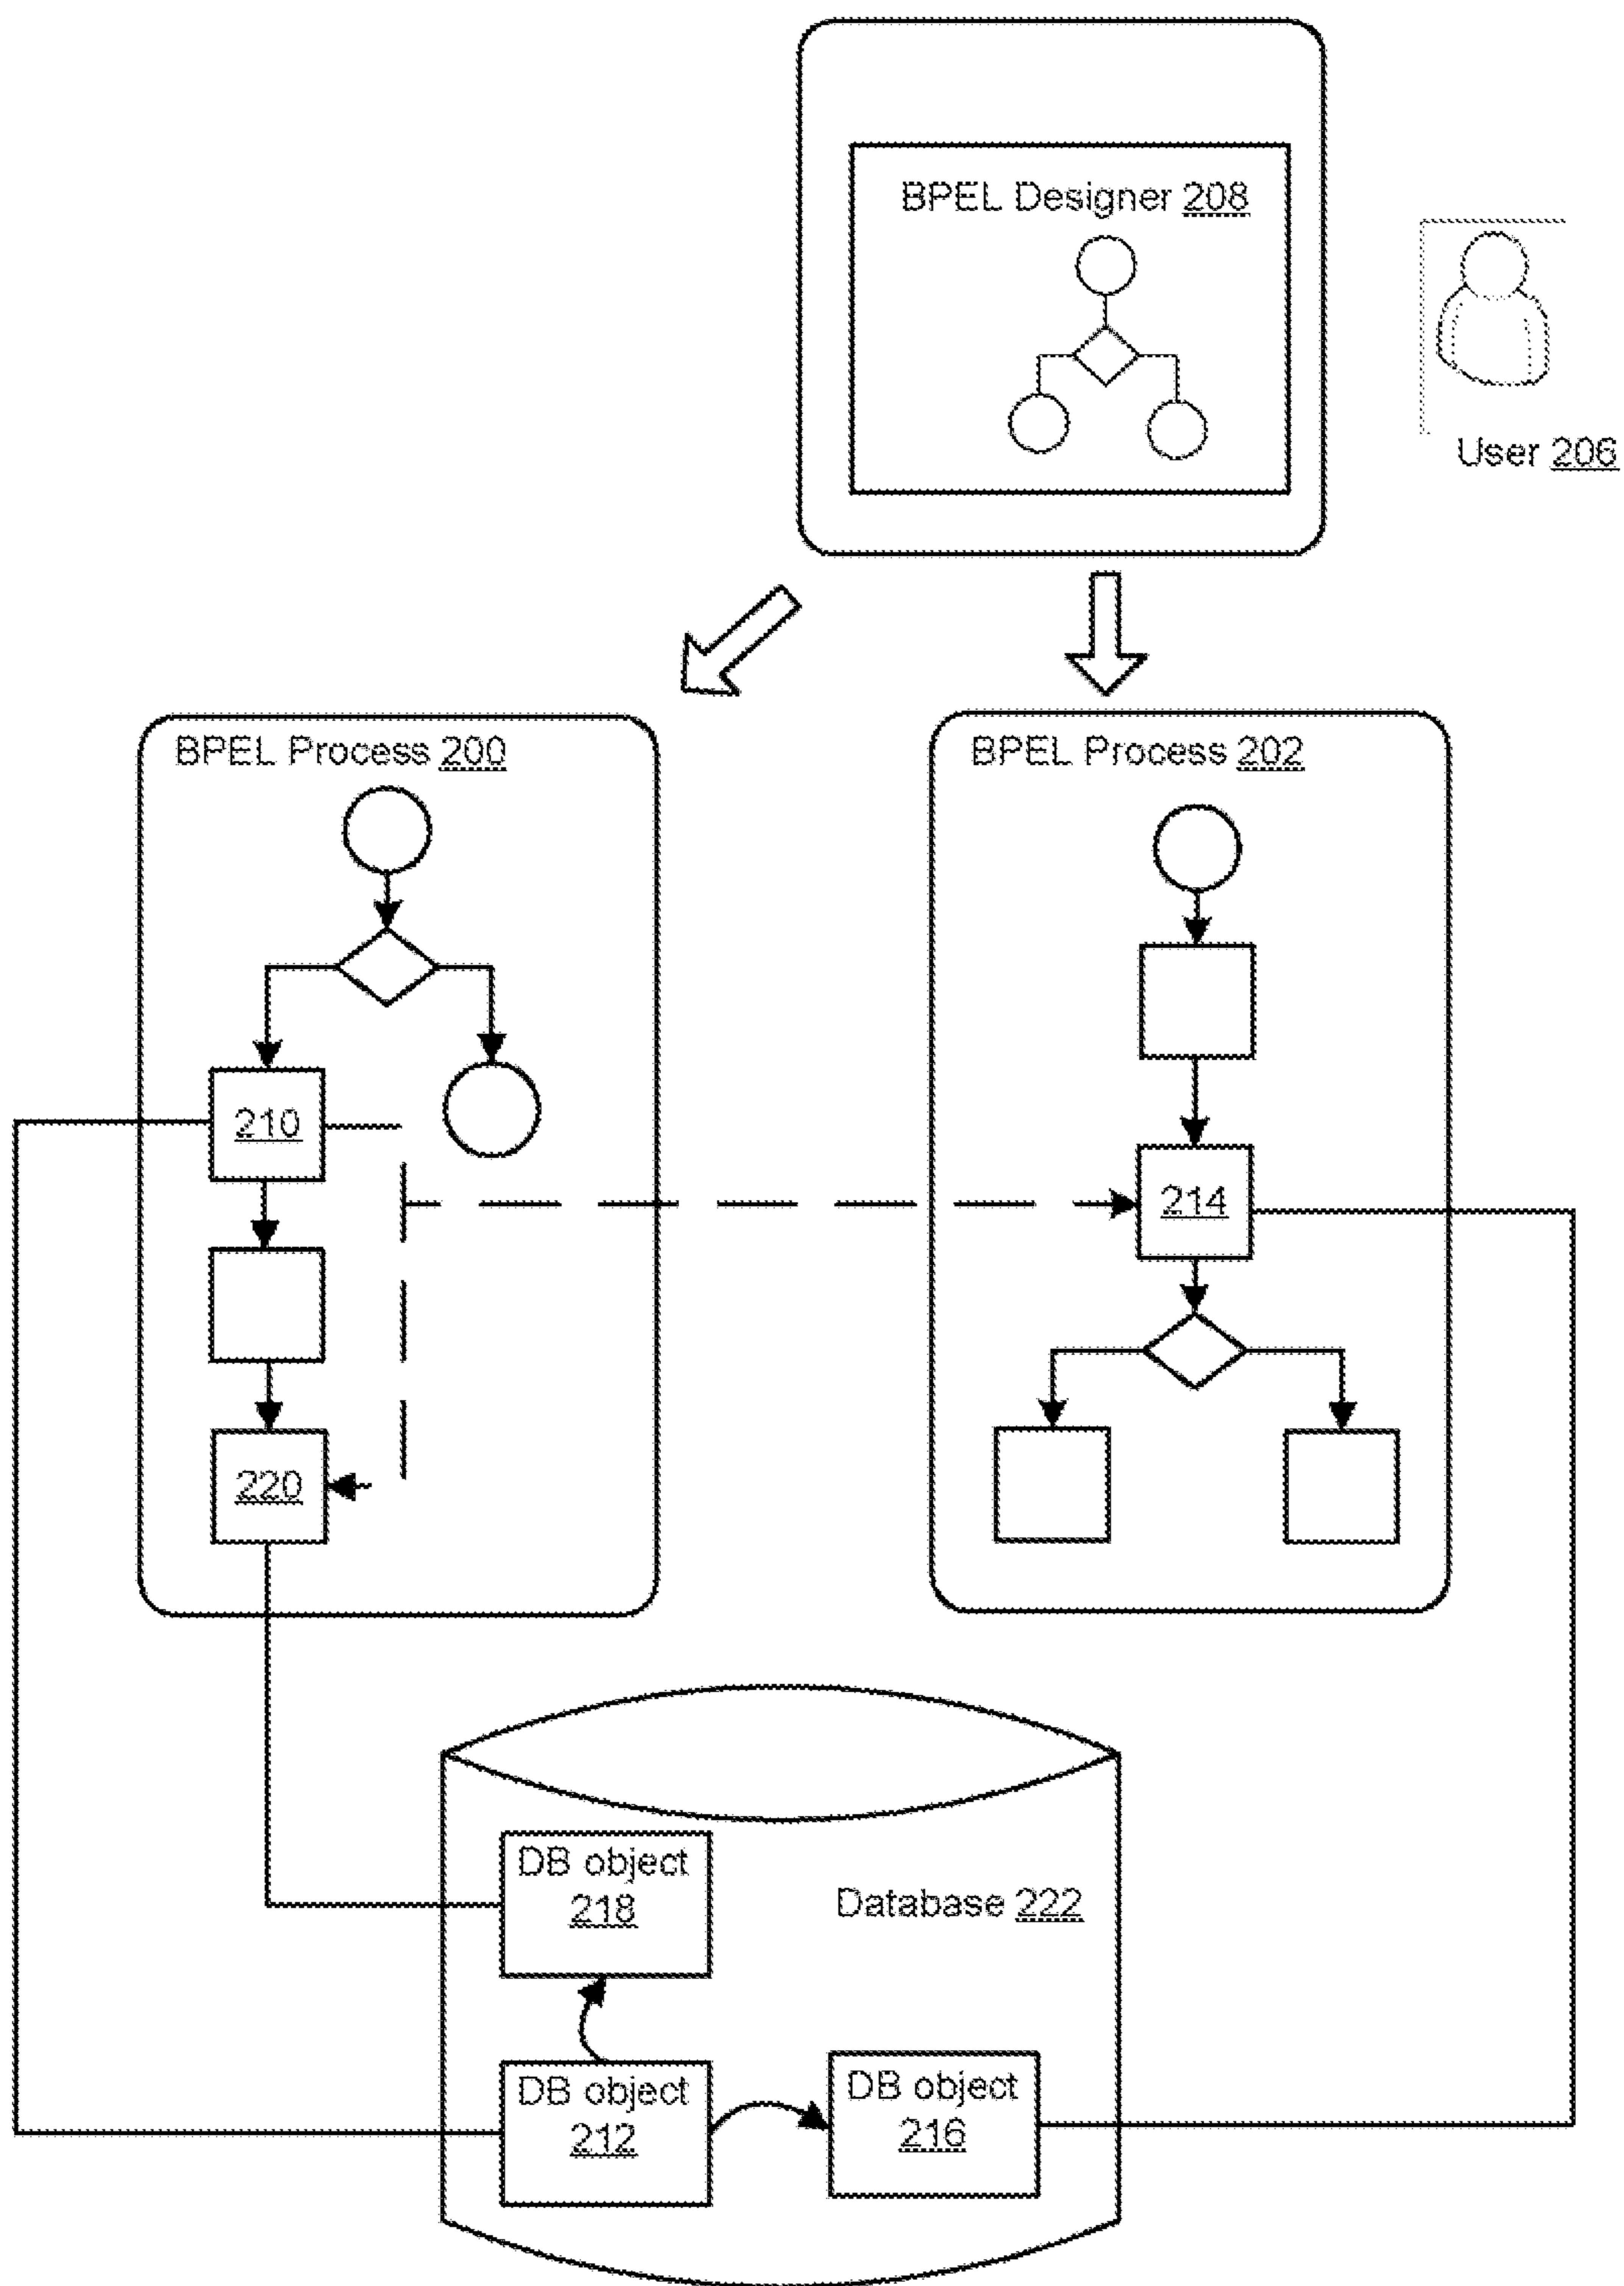 BPEL Designer 208
User 206
BPEL Process 200
BPEL Process 202
210
214
220
DB object
218
Database 222
DB object
212
DB object
216